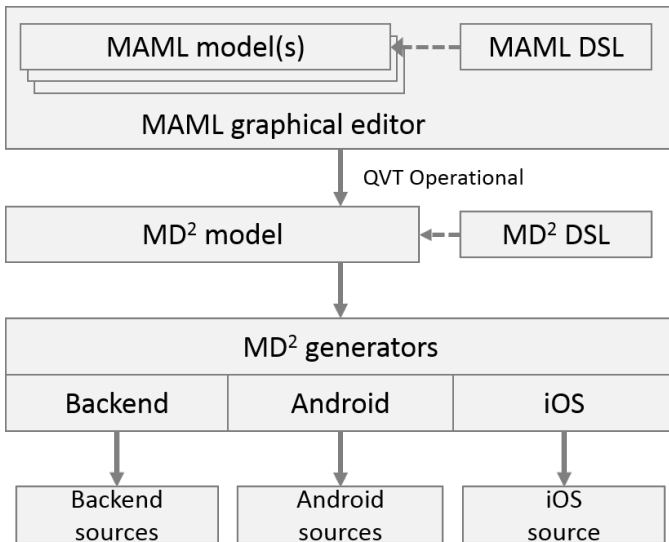 MAML model(s)
MAML DSL
MAML graphical editor
QVT Operational
MD² model
MD² DSL
MD² generators
Backend
Android
iOS
Backend
sources
Android
sources
iOS
source